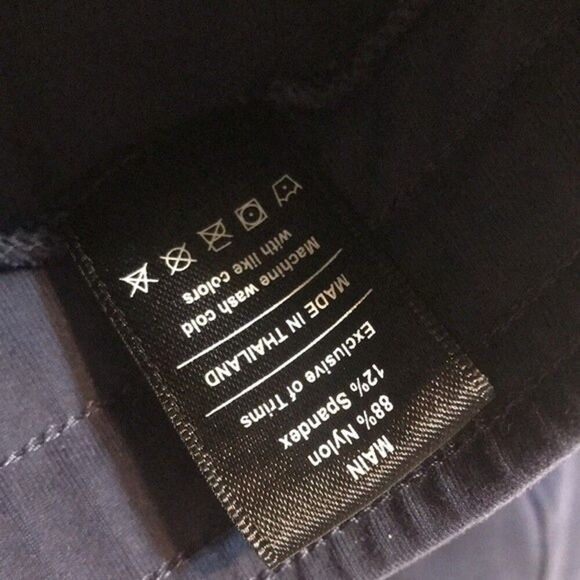 MAIN
88% Nylon
12% Spandex
Exclusive of Trims
MADE IN THAILAND
Machine wash cold
with like colors